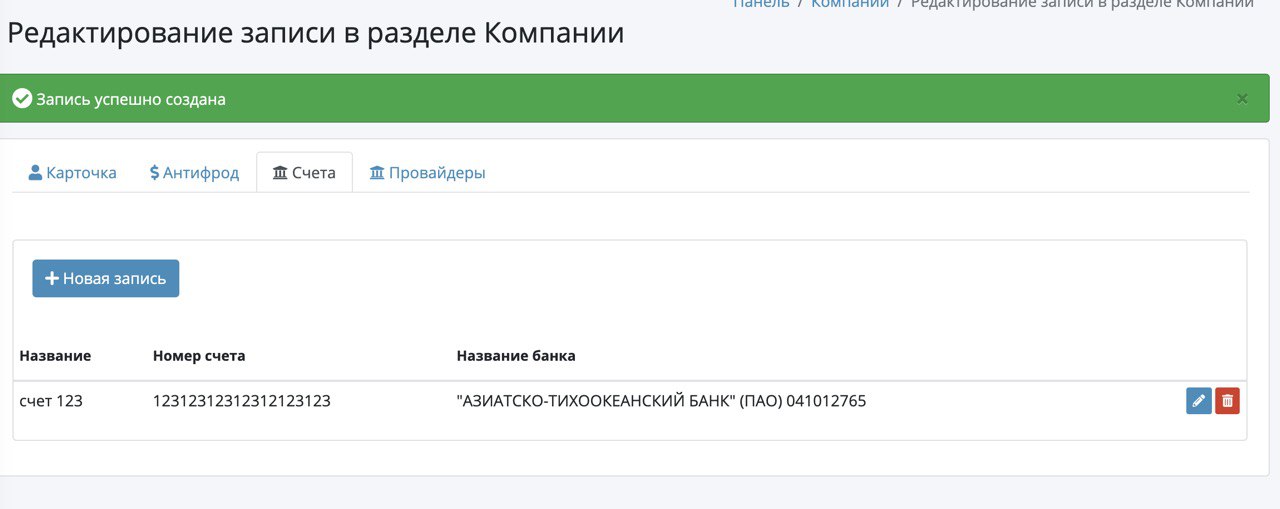 Панель / Компании / Редактирование записи в разделе Компании
Редактирование записи в разделе Компании
Запись успешно создана ×
Карточка Антифрод Счета Провайдеры
Новая запись
Название Номер счета Название банка
счет 123 12312312312312123123 "АЗИАТСКО-ТИХООКЕАНСКИЙ БАНК" (ПАО) 041012765